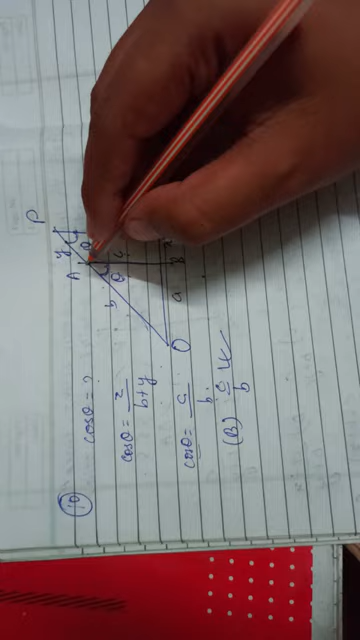 (10) cosθ = ?
cosθ = z / b+y
cosθ = c / b
(B) c / b ✓
P
y
A
θ
c
θ
b
B
a
O